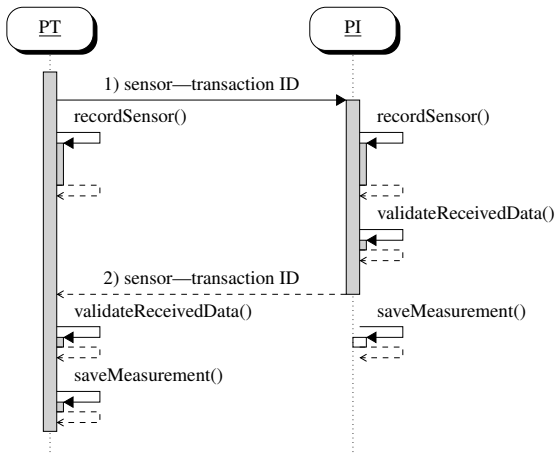 PT
PI
1) sensor—transaction ID
recordSensor()
recordSensor()
validateReceivedData()
2) sensor—transaction ID
validateReceivedData()
saveMeasurement()
saveMeasurement()